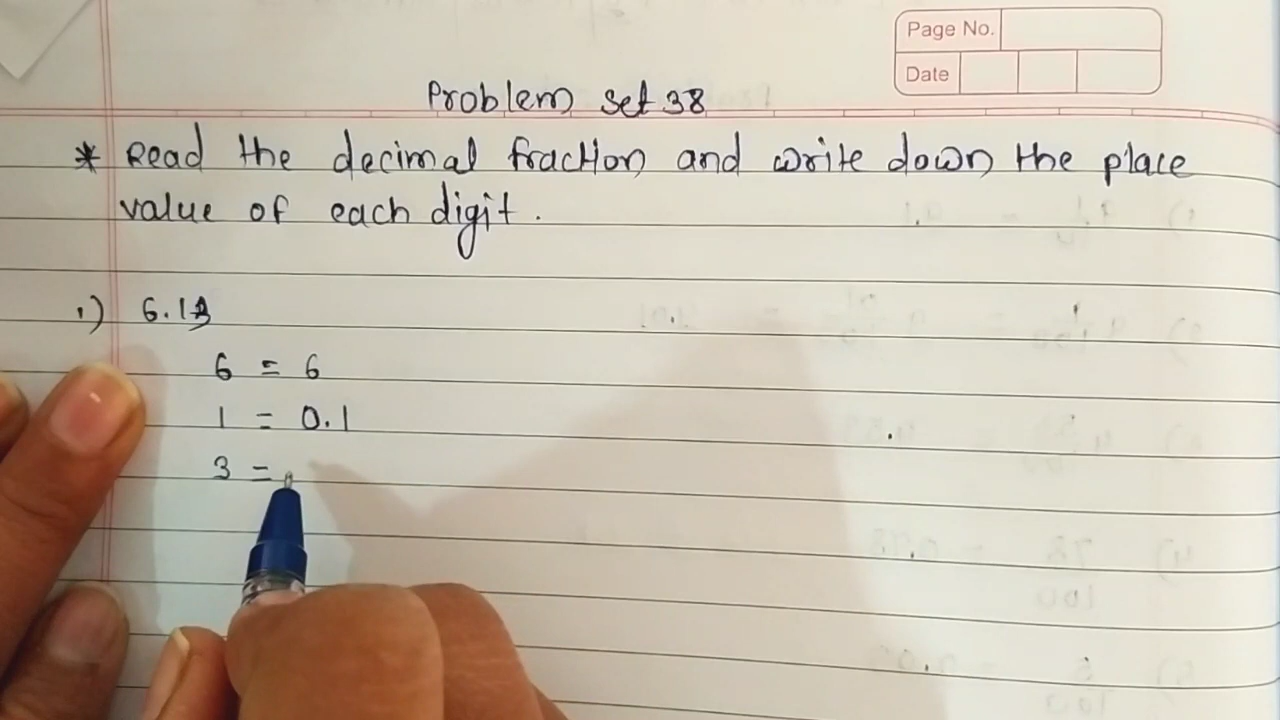 Page No.
Date
Problem set 38
* Read the decimal fraction and write down the place
value of each digit.
1) 6.13
6 = 6
1 = 0.1
3 =